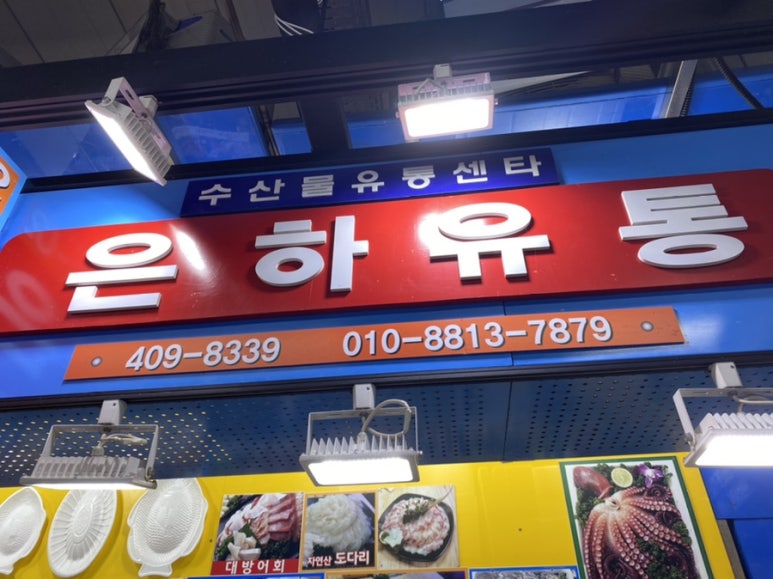 수산물유통센타
은하유통
409-8339 010-8813-7879
대방어회
자연산 도다리